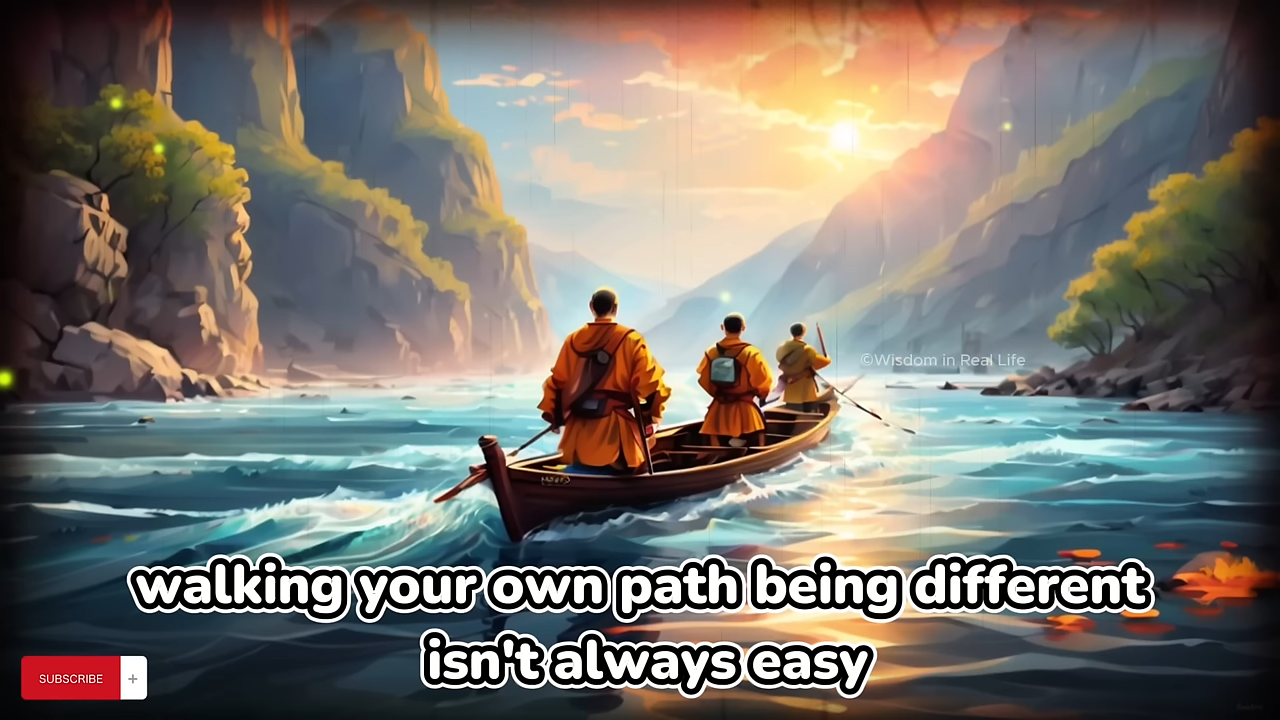 ©Wisdom in Real Life
walking your own path being different
isn't always easy
SUBSCRIBE +